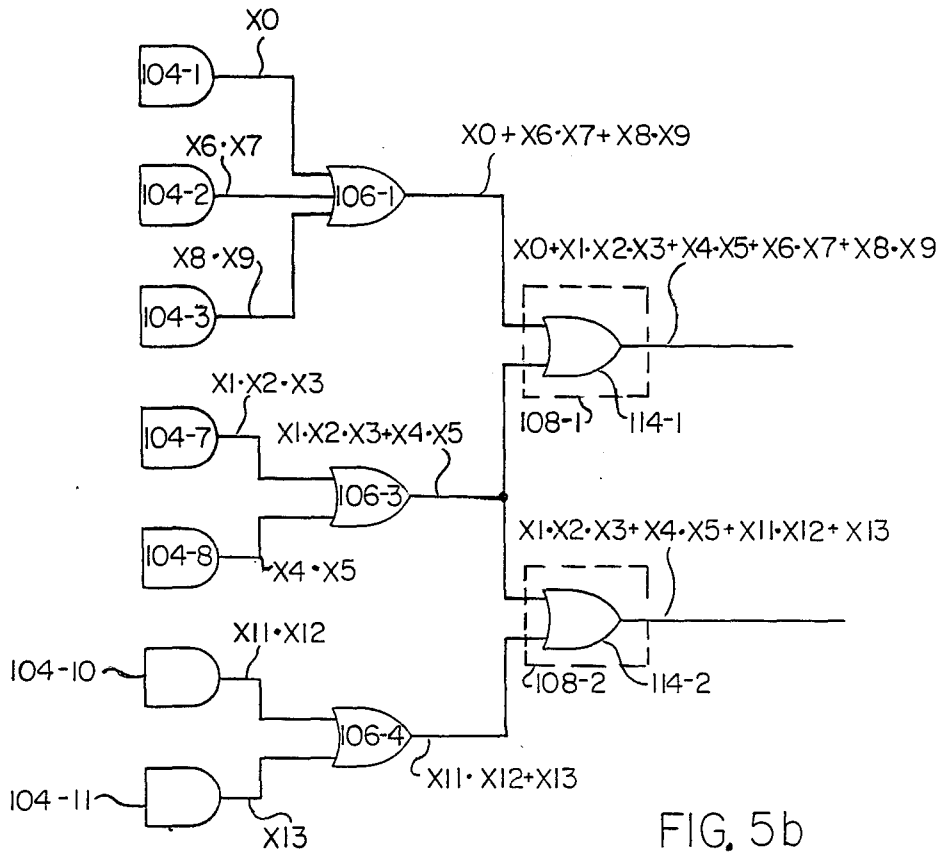 X0
104-1
X6·X7
104-2
106-1
X0+X6·X7+X8·X9
X8·X9
104-3
X0+X1·X2·X3+X4·X5+X6·X7+X8·X9
108-1
114-1
X1·X2·X3
104-7
X1·X2·X3+X4·X5
106-3
104-8
X4·X5
X1·X2·X3+X4·X5+X11·X12+X13
108-2
114-2
X11·X12
104-10
106-4
X11·X12+X13
104-11
X13
FIG. 5b